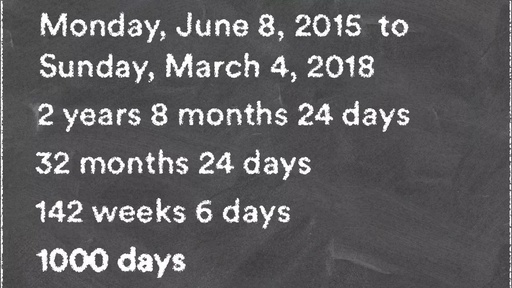 Monday, June 8, 2015 to
Sunday, March 4, 2018
2 years 8 months 24 days
32 months 24 days
142 weeks 6 days
1000 days